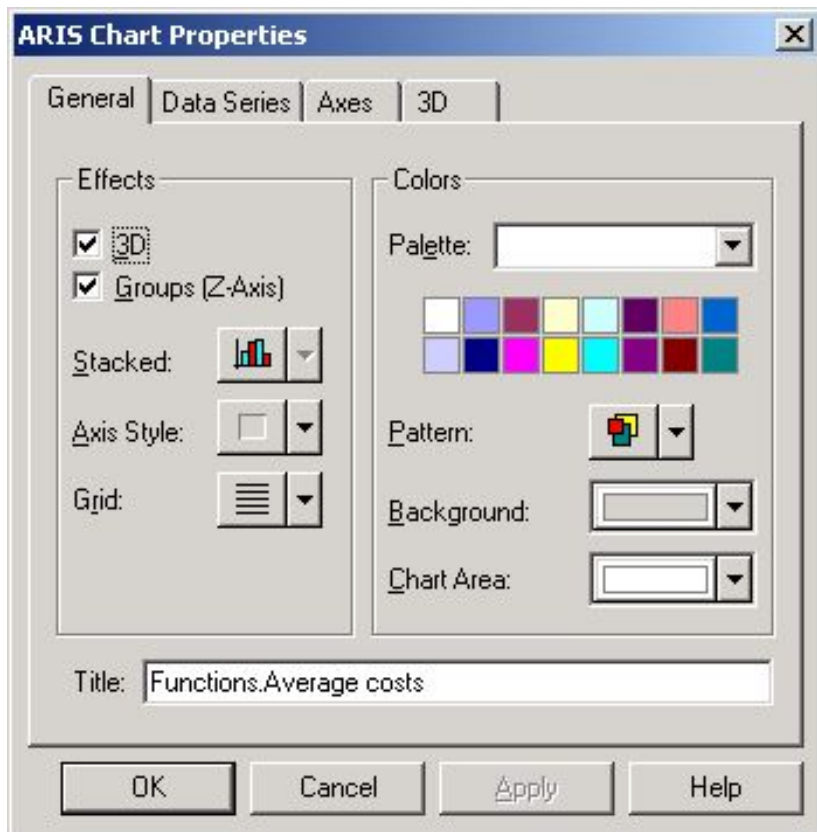 ARIS Chart Properties
General Data Series Axes 3D
Effects
3D
Groups (Z-Axis)
Stacked:
Axis Style:
Grid:
Colors
Palette:
Pattern:
Background:
Chart Area:
Title: Functions.Average costs
OK Cancel Apply Help